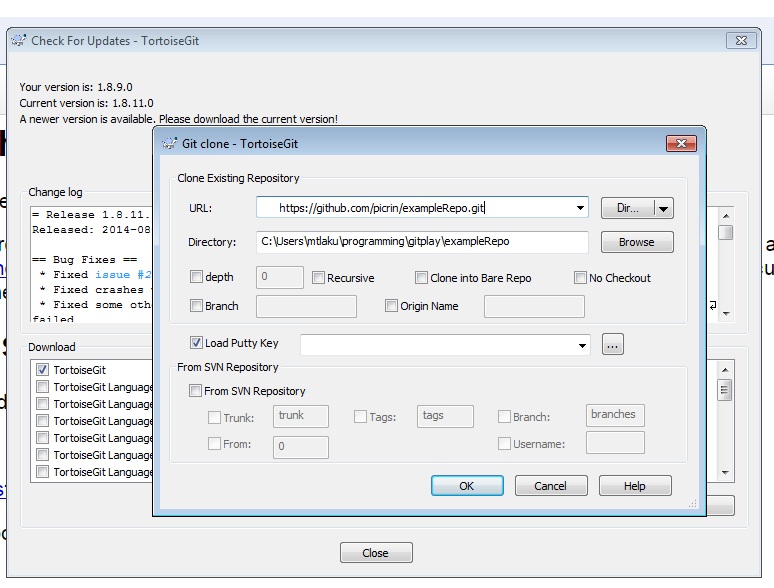 Check For Updates - TortoiseGit
Your version is: 1.8.9.0
Current version is: 1.8.11.0
A newer version is available. Please download the current version!
Change log
= Release 1.8.11.
Released: 2014-08
== Bug Fixes ==
* Fixed issue #2
* Fixed crashes
* Fixed some oth
failed
Download
TortoiseGit
TortoiseGit Language
TortoiseGit Language
TortoiseGit Language
TortoiseGit Language
TortoiseGit Language
TortoiseGit Language
Close
Git clone - TortoiseGit
Clone Existing Repository
URL: https://github.com/picrin/exampleRepo.git Dir...
Directory: C:\Users\mtlaku\programming\gitplay\exampleRepo Browse
depth 0 Recursive Clone into Bare Repo No Checkout
Branch Origin Name
Load Putty Key ...
From SVN Repository
From SVN Repository
Trunk: trunk Tags: tags Branch: branches
From: 0 Username:
OK Cancel Help